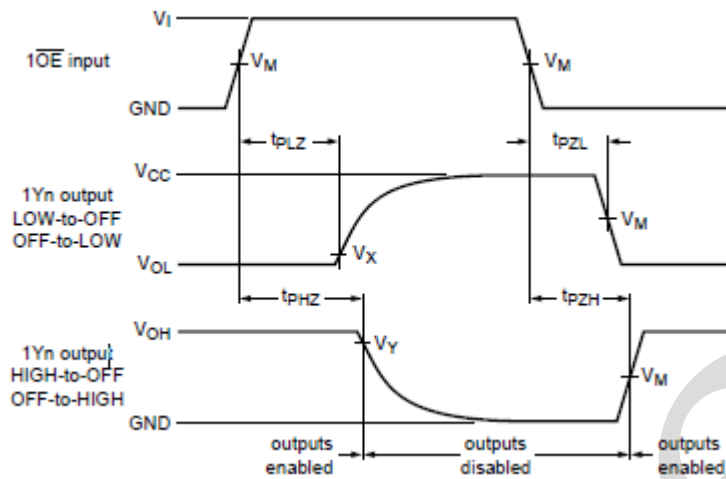 VI
1OE input
VM
VM
GND
tPLZ
tPZL
VCC
1Yn output
LOW-to-OFF
OFF-to-LOW
VM
VX
VOL
tPHZ
tPZH
VOH
1Yn output
HIGH-to-OFF
OFF-to-HIGH
VY
VM
GND
outputs
enabled
outputs
disabled
outputs
enabled